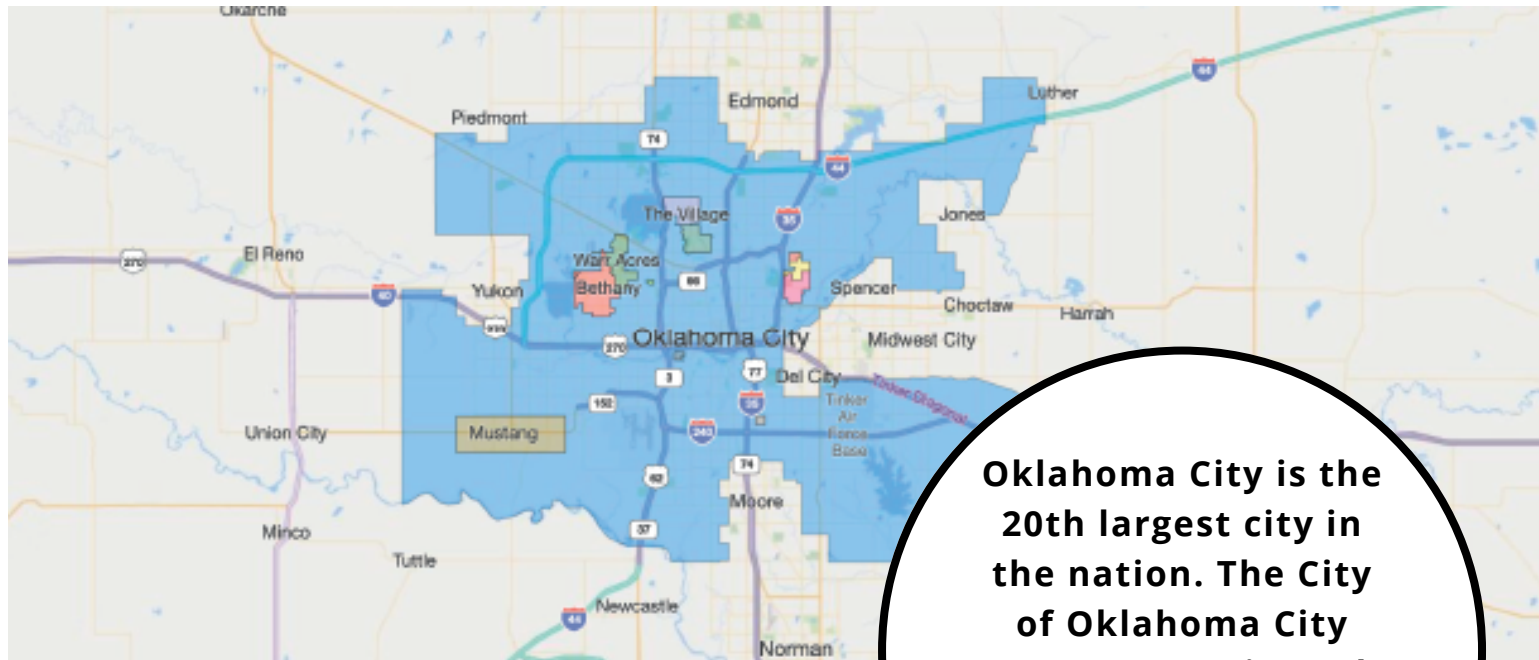 Okarche
44
Luther
Edmond
Piedmont
74
44
The Village
Jones
35
El Reno
270
Warr Acres
66
Bethany
Spencer
Yukon
40
Choctaw
Harrah
Oklahoma City
Midwest City
270
3
77
Del City
Tinker Diagonal
152
35
Tinker
Air
Force
Base
Mustang
240
Union City
74
62
Moore
37
Minco
Tuttle
Newcastle
44
Norman
Oklahoma City is the
20th largest city in
the nation. The City
of Oklahoma City